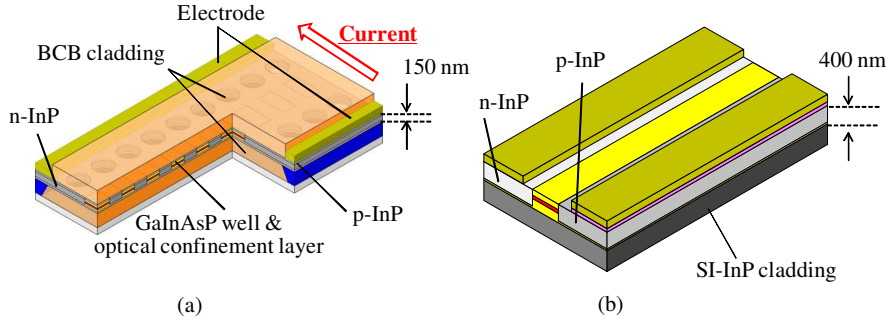 Electrode
BCB cladding
Current
150 nm
n-InP
GaInAsP well &
optical confinement layer
p-InP
(a)
p-InP
n-InP
400 nm
SI-InP cladding
(b)